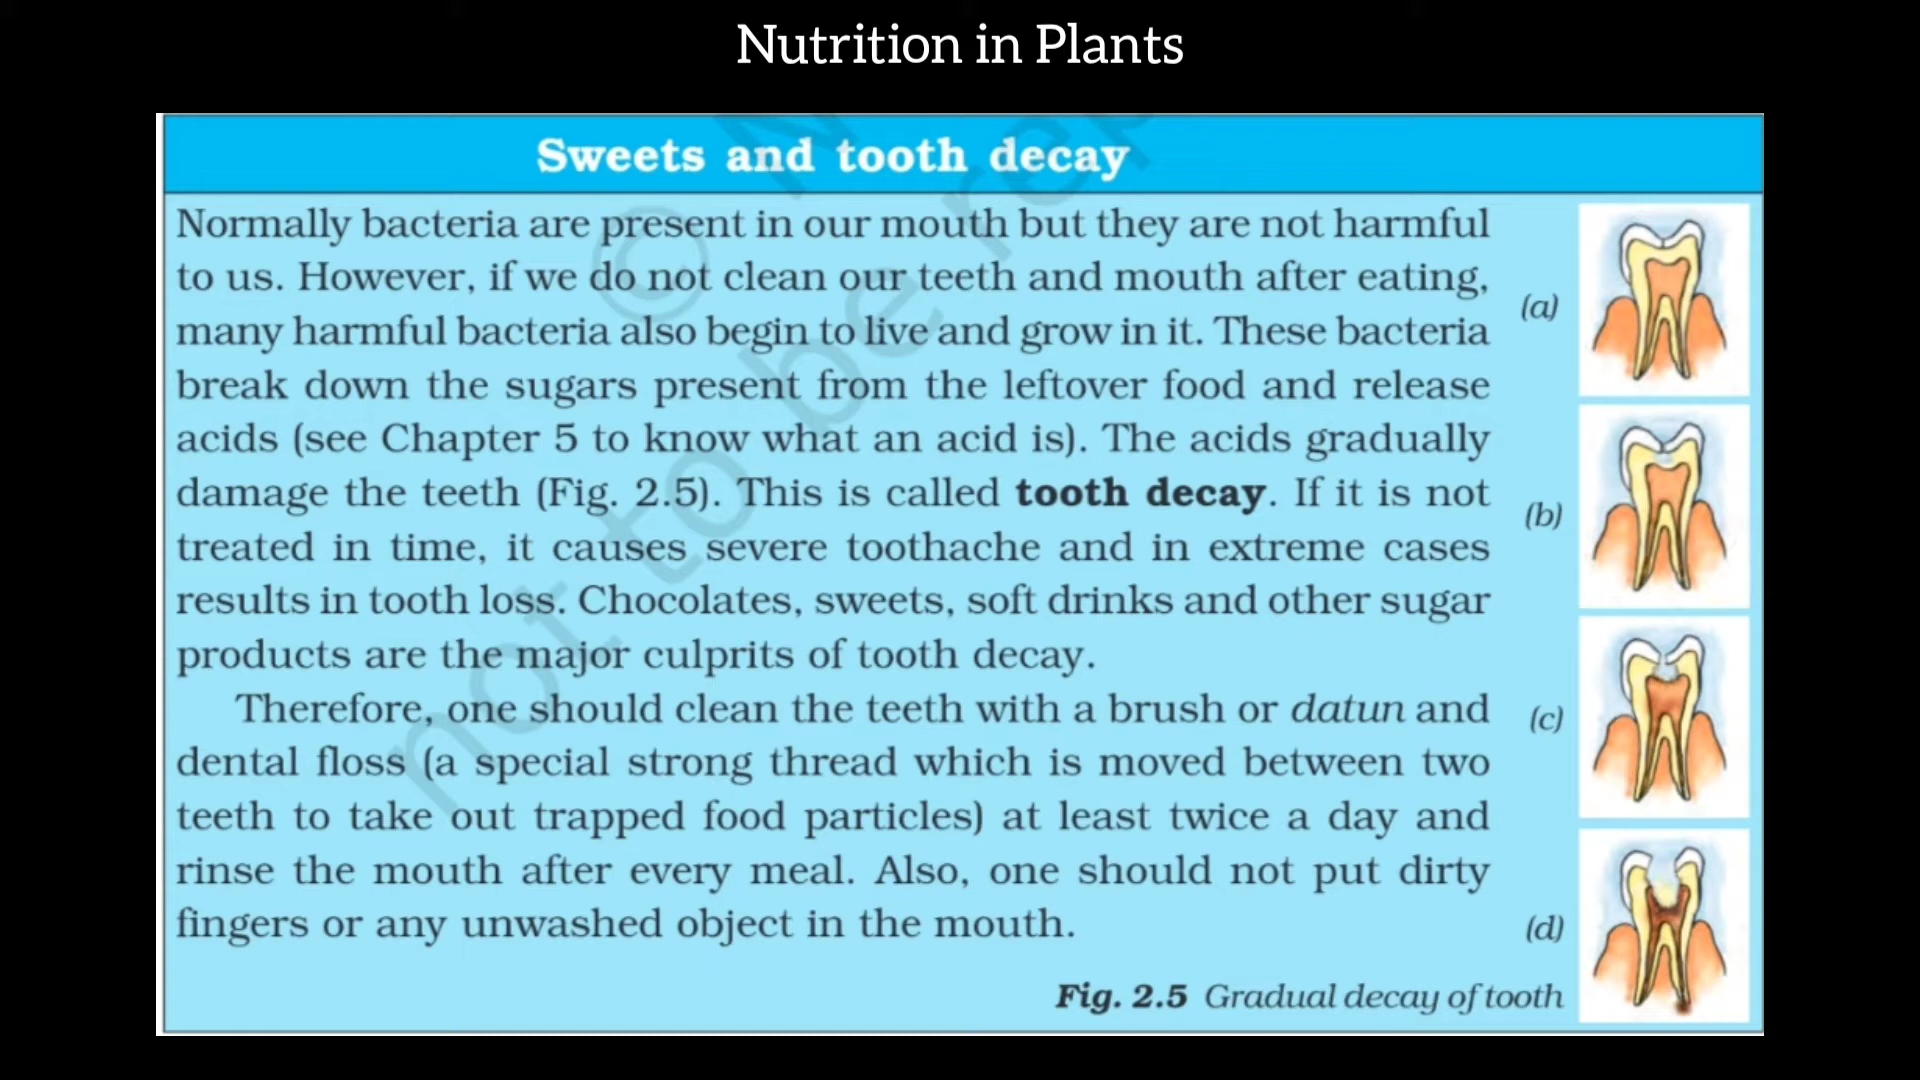 Nutrition in Plants
Sweets and tooth decay
Normally bacteria are present in our mouth but they are not harmful
to us. However, if we do not clean our teeth and mouth after eating,
many harmful bacteria also begin to live and grow in it. These bacteria
break down the sugars present from the leftover food and release
acids (see Chapter 5 to know what an acid is). The acids gradually
damage the teeth (Fig. 2.5). This is called tooth decay. If it is not
treated in time, it causes severe toothache and in extreme cases
results in tooth loss. Chocolates, sweets, soft drinks and other sugar
products are the major culprits of tooth decay.
Therefore, one should clean the teeth with a brush or datun and
dental floss (a special strong thread which is moved between two
teeth to take out trapped food particles) at least twice a day and
rinse the mouth after every meal. Also, one should not put dirty
fingers or any unwashed object in the mouth.
(a)
(b)
(c)
(d)
Fig. 2.5 Gradual decay of tooth
© N
not to be rep